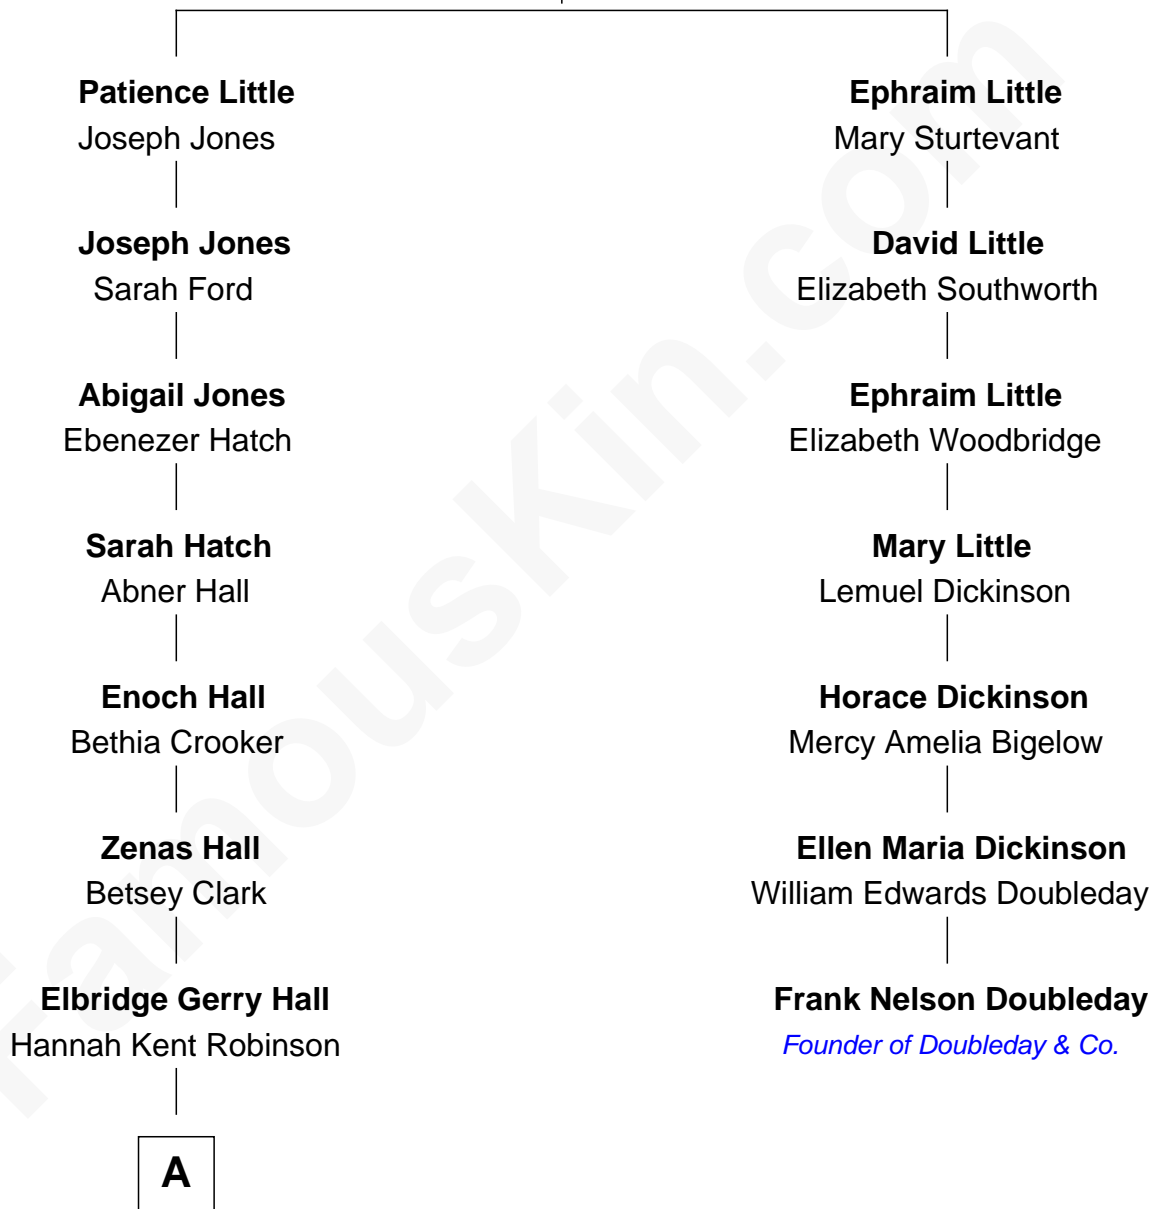 Patience Little
Joseph Jones
Joseph Jones
Sarah Ford
Abigail Jones
Ebenezer Hatch
Sarah Hatch
Abner Hall
Enoch Hall
Bethia Crooker
Zenas Hall
Betsey Clark
Elbridge Gerry Hall
Hannah Kent Robinson
A
Ephraim Little
Mary Sturtevant
David Little
Elizabeth Southworth
Ephraim Little
Elizabeth Woodbridge
Mary Little
Lemuel Dickinson
Horace Dickinson
Mercy Amelia Bigelow
Ellen Maria Dickinson
William Edwards Doubleday
Frank Nelson Doubleday
Founder of Doubleday & Co.
FamousKin.com